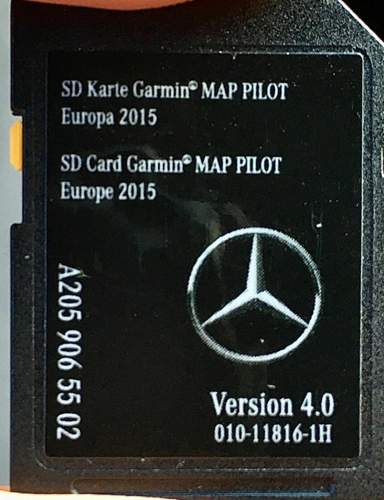 SD Karte Garmin® MAP PILOT
Europa 2015
SD Card Garmin® MAP PILOT
Europe 2015
A205 906 55 02
Version 4.0
010-11816-1H